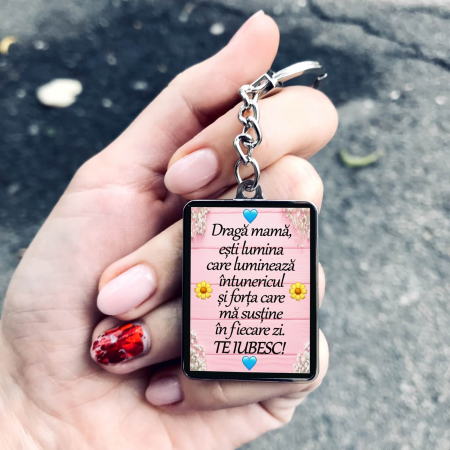 Dragă mamă,
ești lumina
care luminează
întunericul
și forța care
mă susține
în fiecare zi.
TE IUBESC!